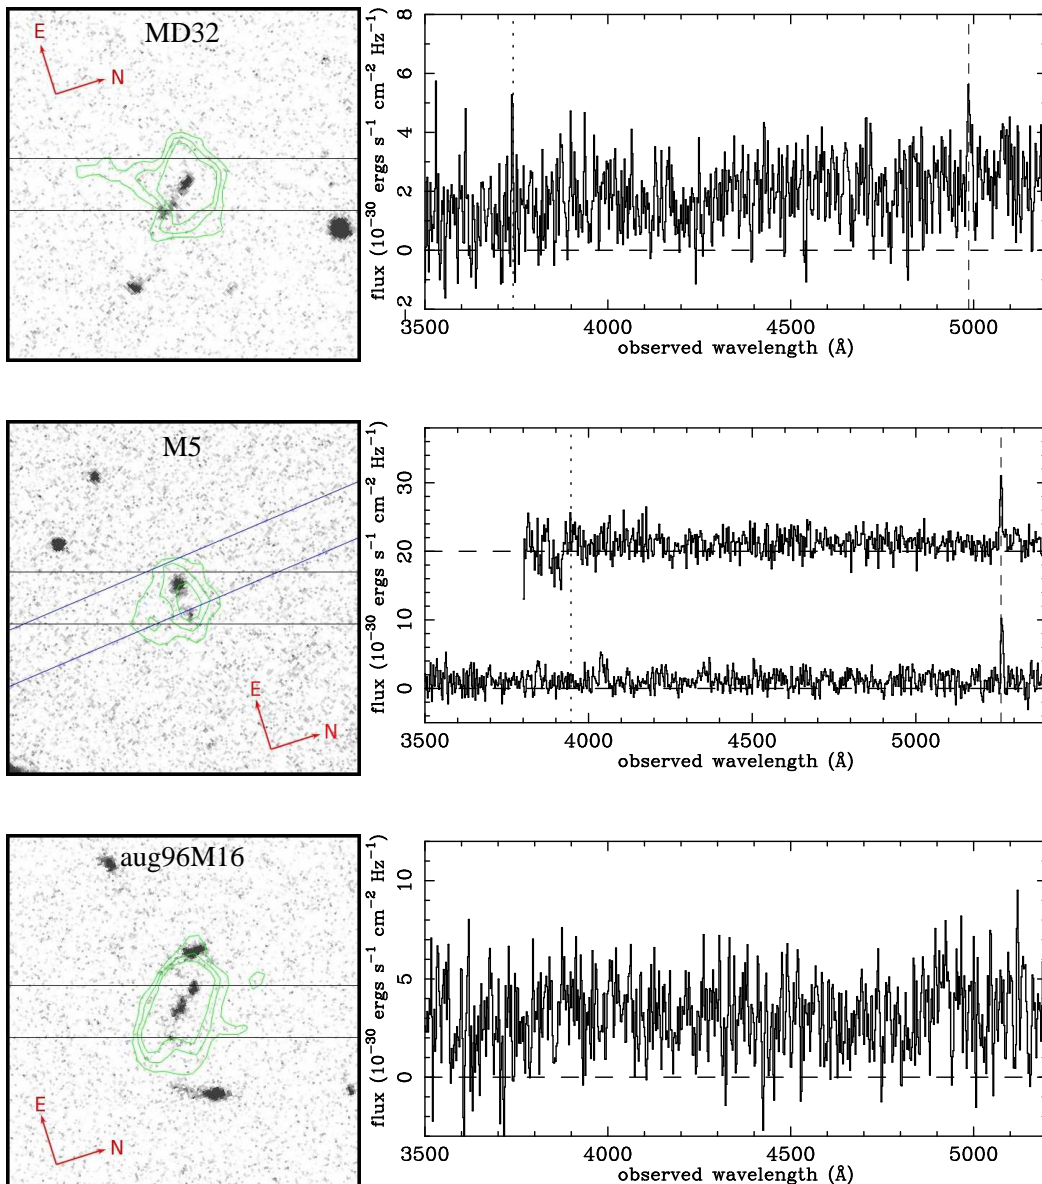 MD32
E
N
8
6
4
2
0
−2
flux (10⁻³⁰ ergs s⁻¹ cm⁻² Hz⁻¹)
3500 4000 4500 5000
observed wavelength (Å)
M5
E
N
30
20
10
0
flux (10⁻³⁰ ergs s⁻¹ cm⁻² Hz⁻¹)
3500 4000 4500 5000
observed wavelength (Å)
aug96M16
E
N
10
5
0
flux (10⁻³⁰ ergs s⁻¹ cm⁻² Hz⁻¹)
3500 4000 4500 5000
observed wavelength (Å)